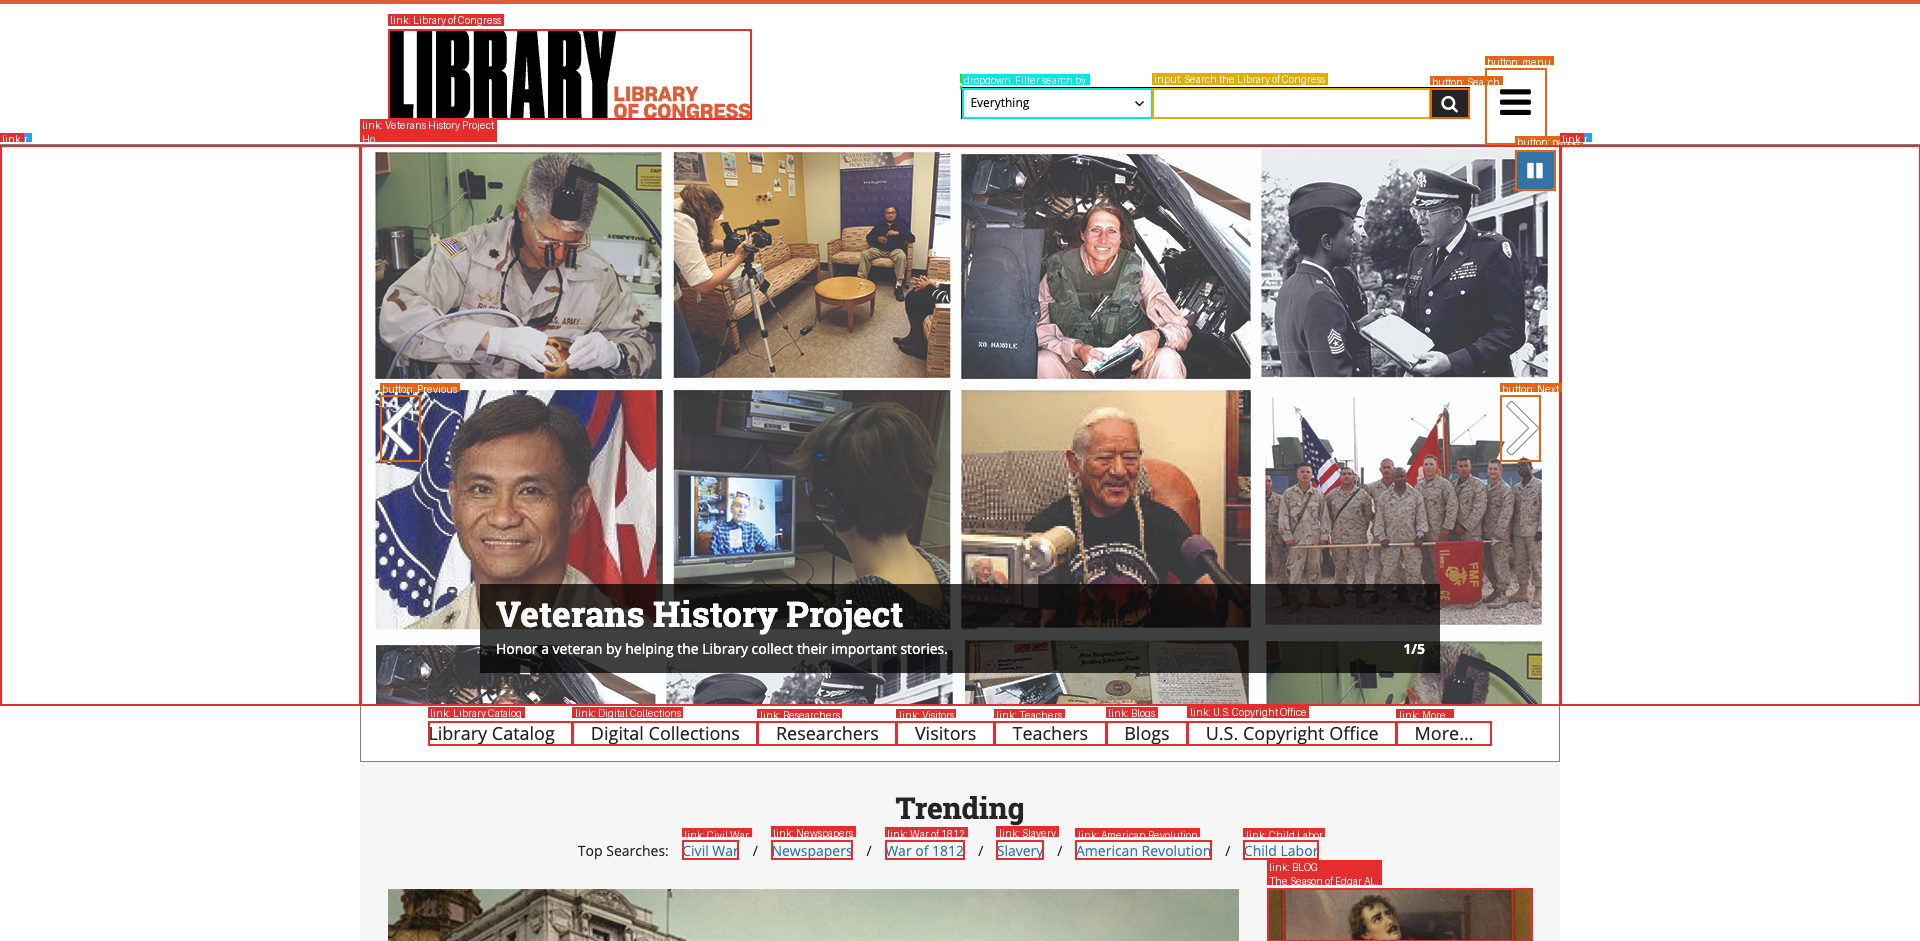 link: Library of Congress
LIBRARY
LIBRARY
OF CONGRESS
dropdown: Filter search by
input: Search the Library of Congress
button: Search
button: menu
Everything
link: Veterans History Project
Ho
link
link
button: Previous
button: Next
XO HANDLE
U.S. ARMY
FMF
Veterans History Project
Honor a veteran by helping the Library collect their important stories.
1/5
link: Library Catalog
link: Digital Collections
link: Researchers
link: Visitors
link: Teachers
link: Blogs
link: U.S. Copyright Office
link: More...
Library Catalog
Digital Collections
Researchers
Visitors
Teachers
Blogs
U.S. Copyright Office
More...
Trending
link: Civil War
link: Newspapers
link: War of 1812
link: Slavery
link: American Revolution
link: Child Labor
Top Searches: Civil War / Newspapers / War of 1812 / Slavery / American Revolution / Child Labor
link: BLOG
The Season of Edgar Al...